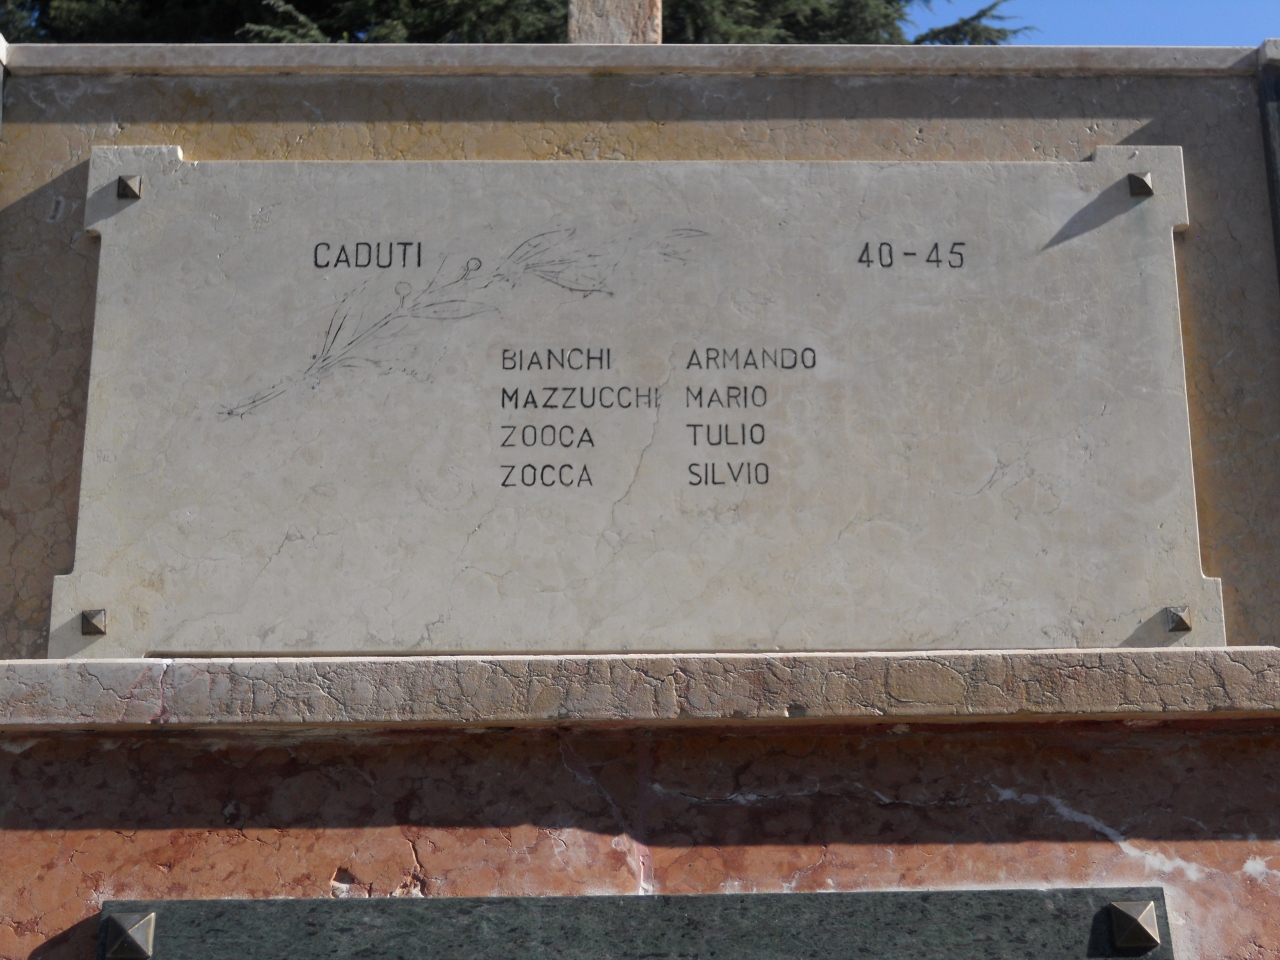 CADUTI 40-45
BIANCHI ARMANDO
MAZZUCCHI MARIO
ZOOCA TULIO
ZOCCA SILVIO